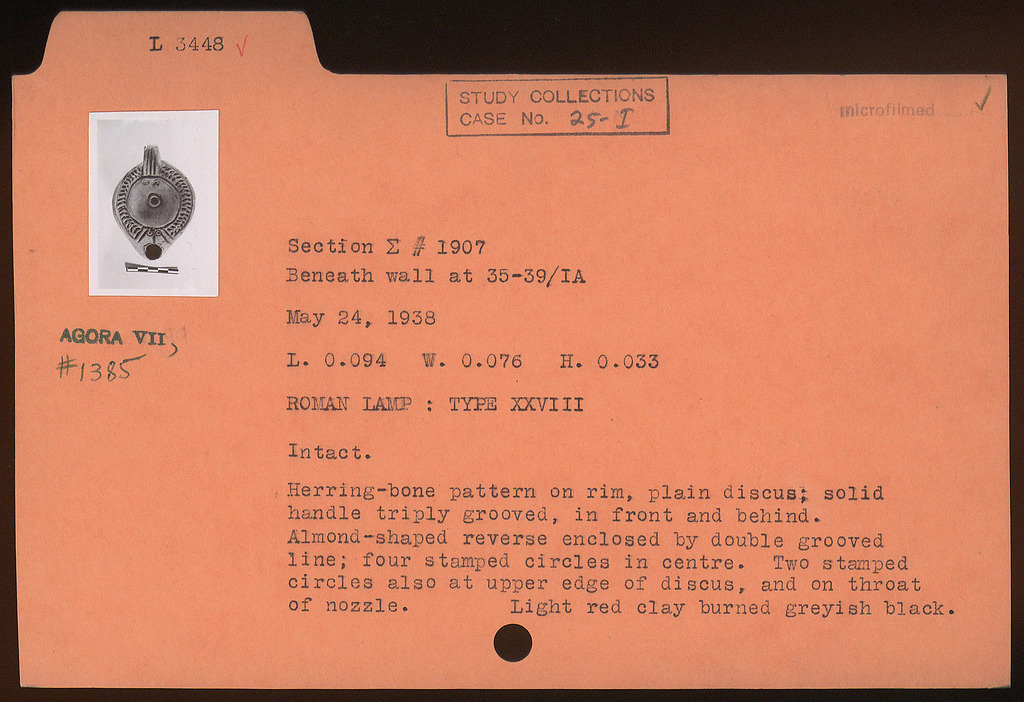 L 3448 ✓
STUDY COLLECTIONS
CASE No. 25-I
microfilmed ✓
Section Σ # 1907
Beneath wall at 35-39/IA
May 24, 1938
AGORA VII,
#1385
L. 0.094 W. 0.076 H. 0.033
ROMAN LAMP : TYPE XXVIII
Intact.
Herring-bone pattern on rim, plain discus; solid
handle triply grooved, in front and behind.
Almond-shaped reverse enclosed by double grooved
line; four stamped circles in centre. Two stamped
circles also at upper edge of discus, and on throat
of nozzle. Light red clay burned greyish black.